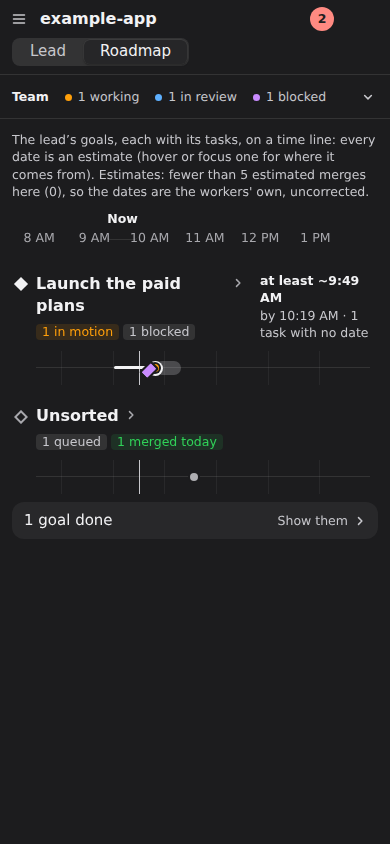 example-app
2
Lead
Roadmap
Team
1 working
1 in review
1 blocked
The lead’s goals, each with its tasks, on a time line: every
date is an estimate (hover or focus one for where it
comes from). Estimates: fewer than 5 estimated merges
here (0), so the dates are the workers' own, uncorrected.
Now
8 AM
9 AM
10 AM
11 AM
12 PM
1 PM
Launch the paid
plans
at least ~9:49
AM
by 10:19 AM · 1
task with no date
1 in motion
1 blocked
Unsorted
1 queued
1 merged today
1 goal done
Show them